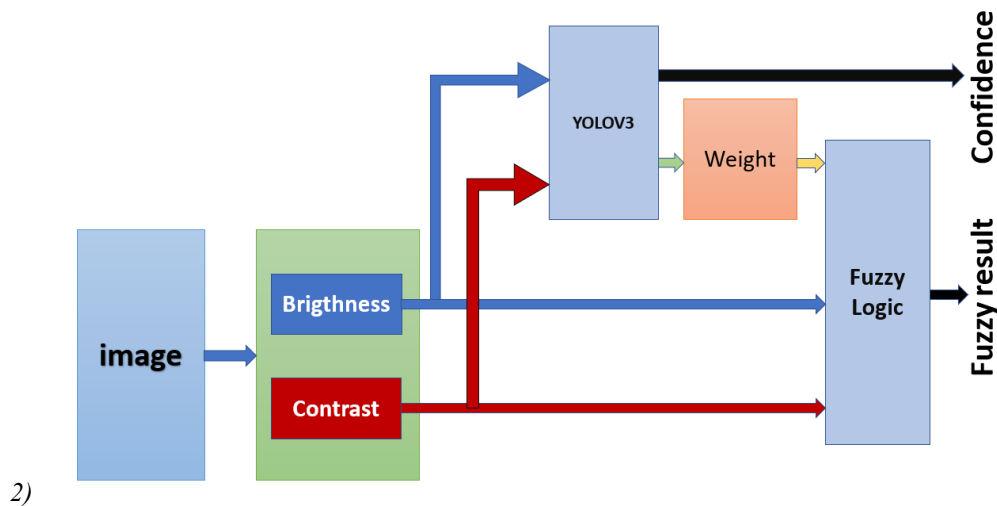 YOLOV3
Confidence
Weight
image
Brigthness
Contrast
Fuzzy
Logic
Fuzzy result
2)